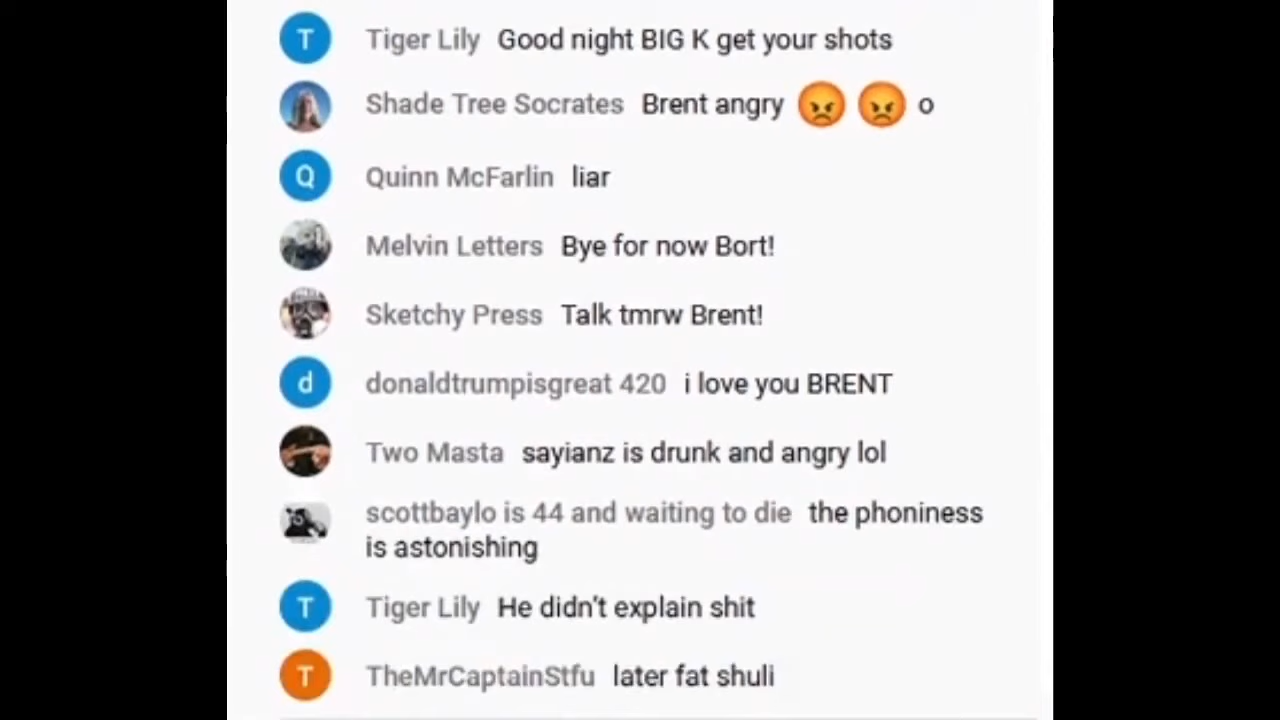 T Tiger Lily Good night BIG K get your shots
Shade Tree Socrates Brent angry 😡 😡 o
Q Quinn McFarlin liar
Melvin Letters Bye for now Bort!
Sketchy Press Talk tmrw Brent!
d donaldtrumpisgreat 420 i love you BRENT
Two Masta sayianz is drunk and angry lol
scottbaylo is 44 and waiting to die the phoniness
is astonishing
T Tiger Lily He didn't explain shit
T TheMrCaptainStfu later fat shuli